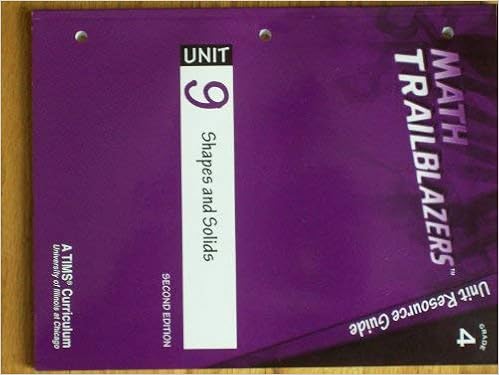 MATH
TRAILBLAZERS™
Unit Resource Guide
GRADE
4
UNIT
9
Shapes and Solids
SECOND EDITION
A TIMS® Curriculum
University of Illinois at Chicago